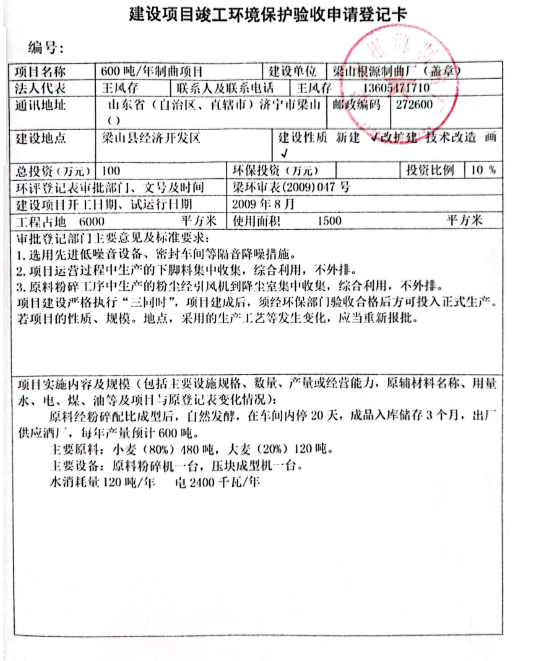 建设项目竣工环境保护验收申请登记卡
编号：
项目名称 600吨/年制曲项目 建设单位 梁山根源制曲厂（盖章）
法人代表 王风存 联系人及联系电话 王风存 13605471710
通讯地址 山东省（自治区、直辖市）济宁市梁山 邮政编码 272600
（）
建设地点 梁山县经济开发区 建设性质 新建 √改扩建 技术改造 画
√
总投资（万元） 100 环保投资（万元） 投资比例 10 %
环评登记表审批部门、文号及时间 梁环审表(2009)047 号
建设项目开工日期、试运行日期 2009 年 8 月
工程占地 6000 平方米 使用面积 1500 平方米
审批登记部门主要意见及标准要求：
1.选用先进低噪音设备、密封车间等隔音降噪措施。
2.项目运营过程中生产的下脚料集中收集，综合利用，不外排。
3.原料粉碎工序中生产的粉尘经引风机到降尘室集中收集，综合利用，不外排。
项目建设严格执行“三同时”，项目建成后，须经环保部门验收合格后方可投入正式生产。
若项目的性质、规模。地点，采用的生产工艺等发生变化，应当重新报批。
项目实施内容及规模（包括主要设施规格、数量、产量或经营能力，原辅材料名称、用量
水、电、煤、油等及项目与原登记表变化情况）：
原料经粉碎配比成型后，自然发酵，在车间内停 20 天，成品入库储存 3 个月，出厂
供应酒厂，每年产量预计 600 吨。
主要原料：小麦（80%）480 吨，大麦（20%）120 吨。
主要设备：原料粉碎机一台，压块成型机一台。
水消耗量 120 吨/年 电 2400 千瓦/年